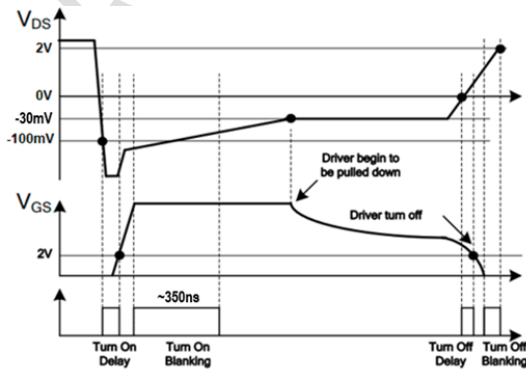 VDS
2V
0V
-30mV
-100mV
Driver begin to
be pulled down
VGS
Driver turn off
2V
~350ns
Turn On
Delay
Turn On
Blanking
Turn Off
Delay
Turn Off
Blanking